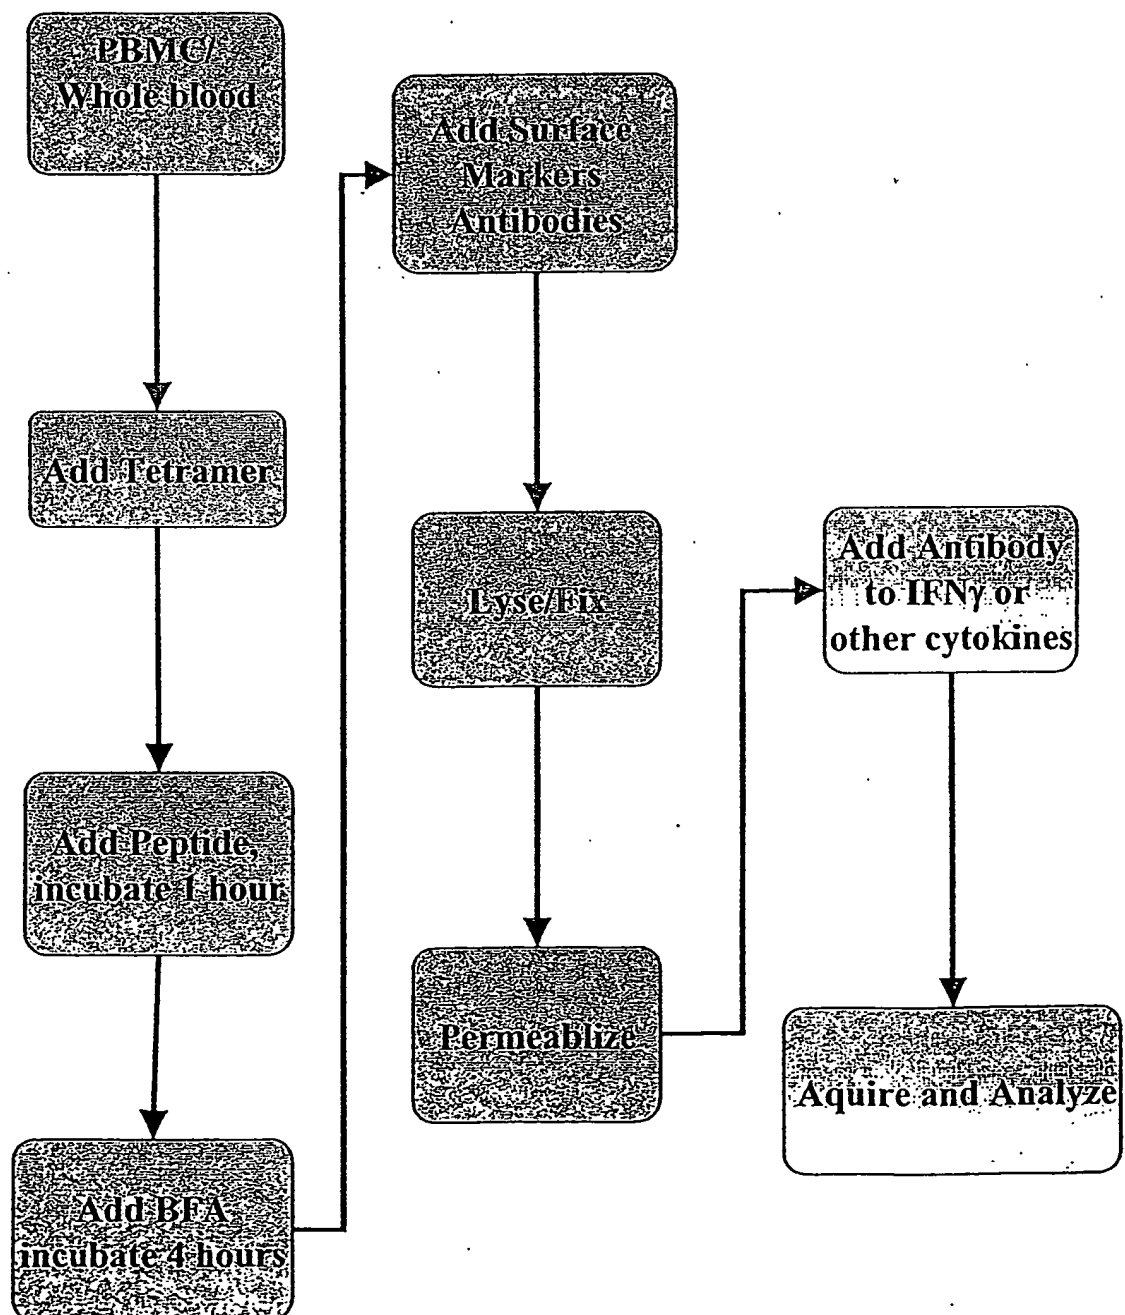 PBMC/
Whole blood
Add Tetramer
Add Peptide,
incubate 1 hour
Add BFA
incubate 4 hours
Add Surface
Markers
Antibodies
Lyse/Fix
Permeablize
Add Antibody
to IFNγ or
other cytokines
Aquire and Analyze